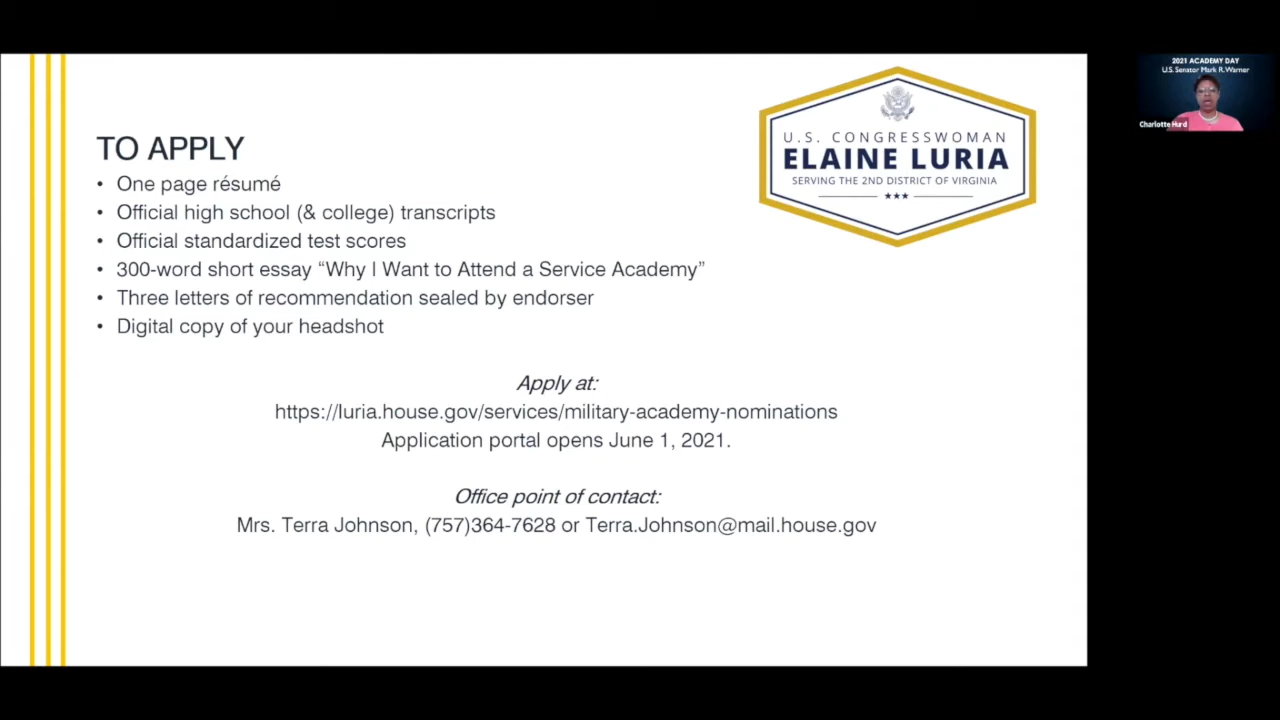 TO APPLY
• One page résumé
• Official high school (& college) transcripts
• Official standardized test scores
• 300-word short essay “Why I Want to Attend a Service Academy”
• Three letters of recommendation sealed by endorser
• Digital copy of your headshot
Apply at:
https://luria.house.gov/services/military-academy-nominations
Application portal opens June 1, 2021.
Office point of contact:
Mrs. Terra Johnson, (757)364-7628 or Terra.Johnson@mail.house.gov
U.S. CONGRESSWOMAN
ELAINE LURIA
SERVING THE 2ND DISTRICT OF VIRGINIA
2021 ACADEMY DAY
U.S. Senator Mark R. Warner
Charlotte Hurd